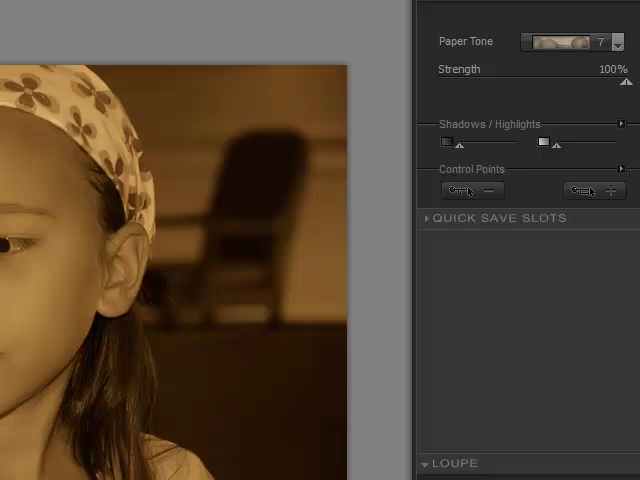 Paper Tone 7
Strength 100%
Shadows / Highlights
Control Points
QUICK SAVE SLOTS
LOUPE